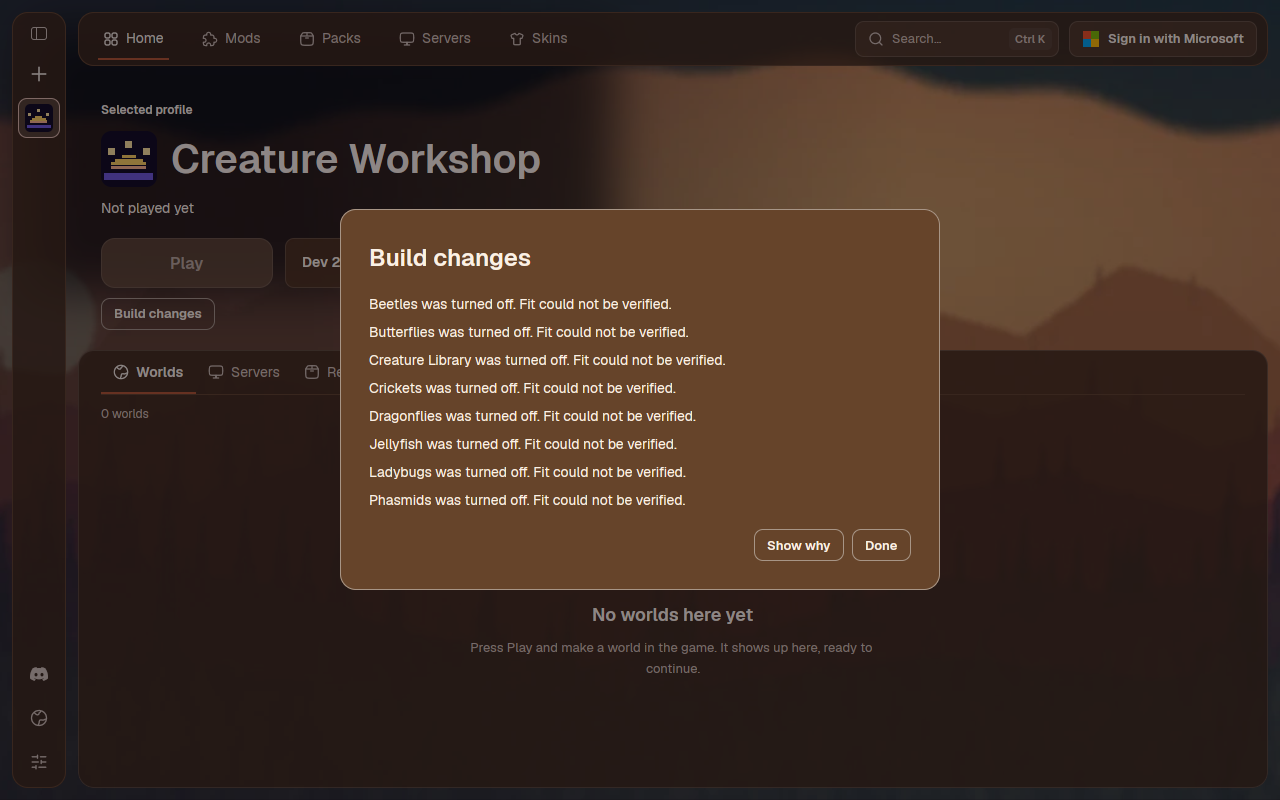 Home
Mods
Packs
Servers
Skins
Search...
Ctrl K
Sign in with Microsoft
Selected profile
Creature Workshop
Not played yet
Play
Dev 2
Build changes
Build changes
Beetles was turned off. Fit could not be verified.
Butterflies was turned off. Fit could not be verified.
Creature Library was turned off. Fit could not be verified.
Crickets was turned off. Fit could not be verified.
Dragonflies was turned off. Fit could not be verified.
Jellyfish was turned off. Fit could not be verified.
Ladybugs was turned off. Fit could not be verified.
Phasmids was turned off. Fit could not be verified.
Show why
Done
Worlds
Servers
0 worlds
No worlds here yet
Press Play and make a world in the game. It shows up here, ready to
continue.